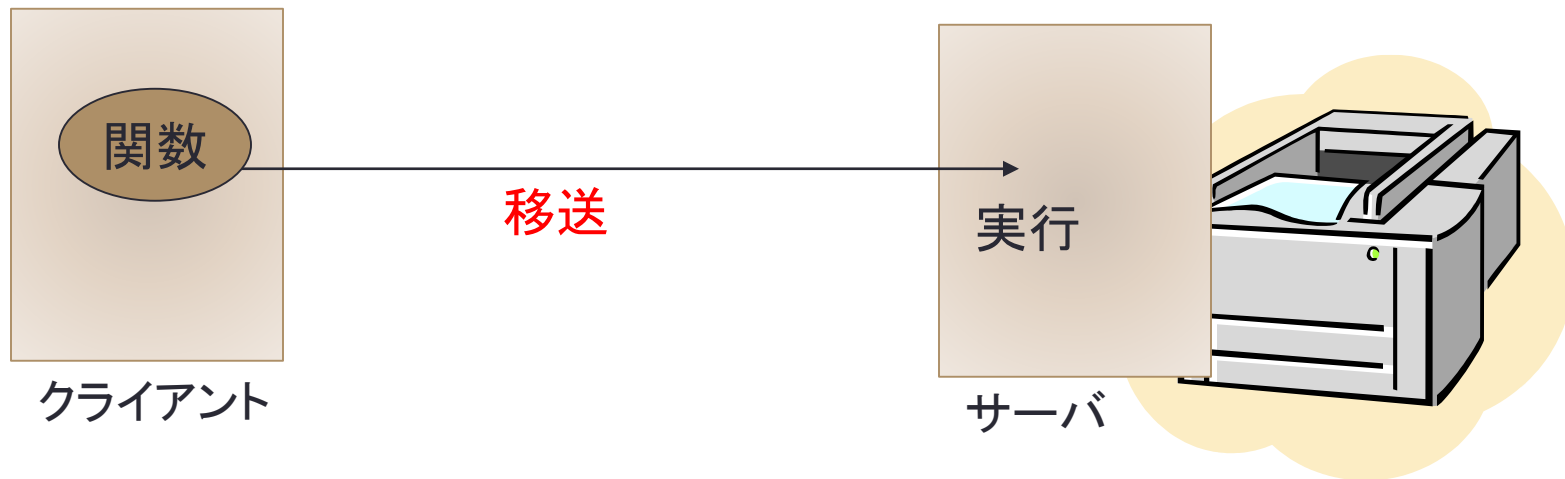 関数
移送
実行
クライアント
サーバ